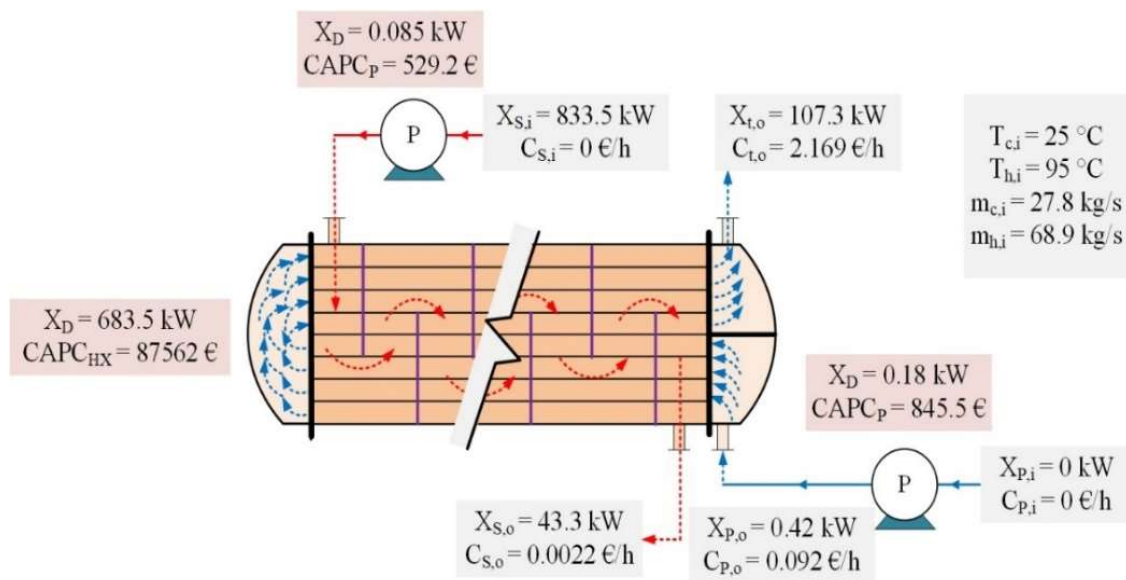 X_D = 0.085 kW
CAPC_P = 529.2 €
P
X_S,i = 833.5 kW
C_S,i = 0 €/h
X_t,o = 107.3 kW
C_t,o = 2.169 €/h
T_c,i = 25 °C
T_h,i = 95 °C
m_c,i = 27.8 kg/s
m_h,i = 68.9 kg/s
X_D = 683.5 kW
CAPC_HX = 87562 €
X_D = 0.18 kW
CAPC_P = 845.5 €
P
X_P,i = 0 kW
C_P,i = 0 €/h
X_S,o = 43.3 kW
C_S,o = 0.0022 €/h
X_P,o = 0.42 kW
C_P,o = 0.092 €/h